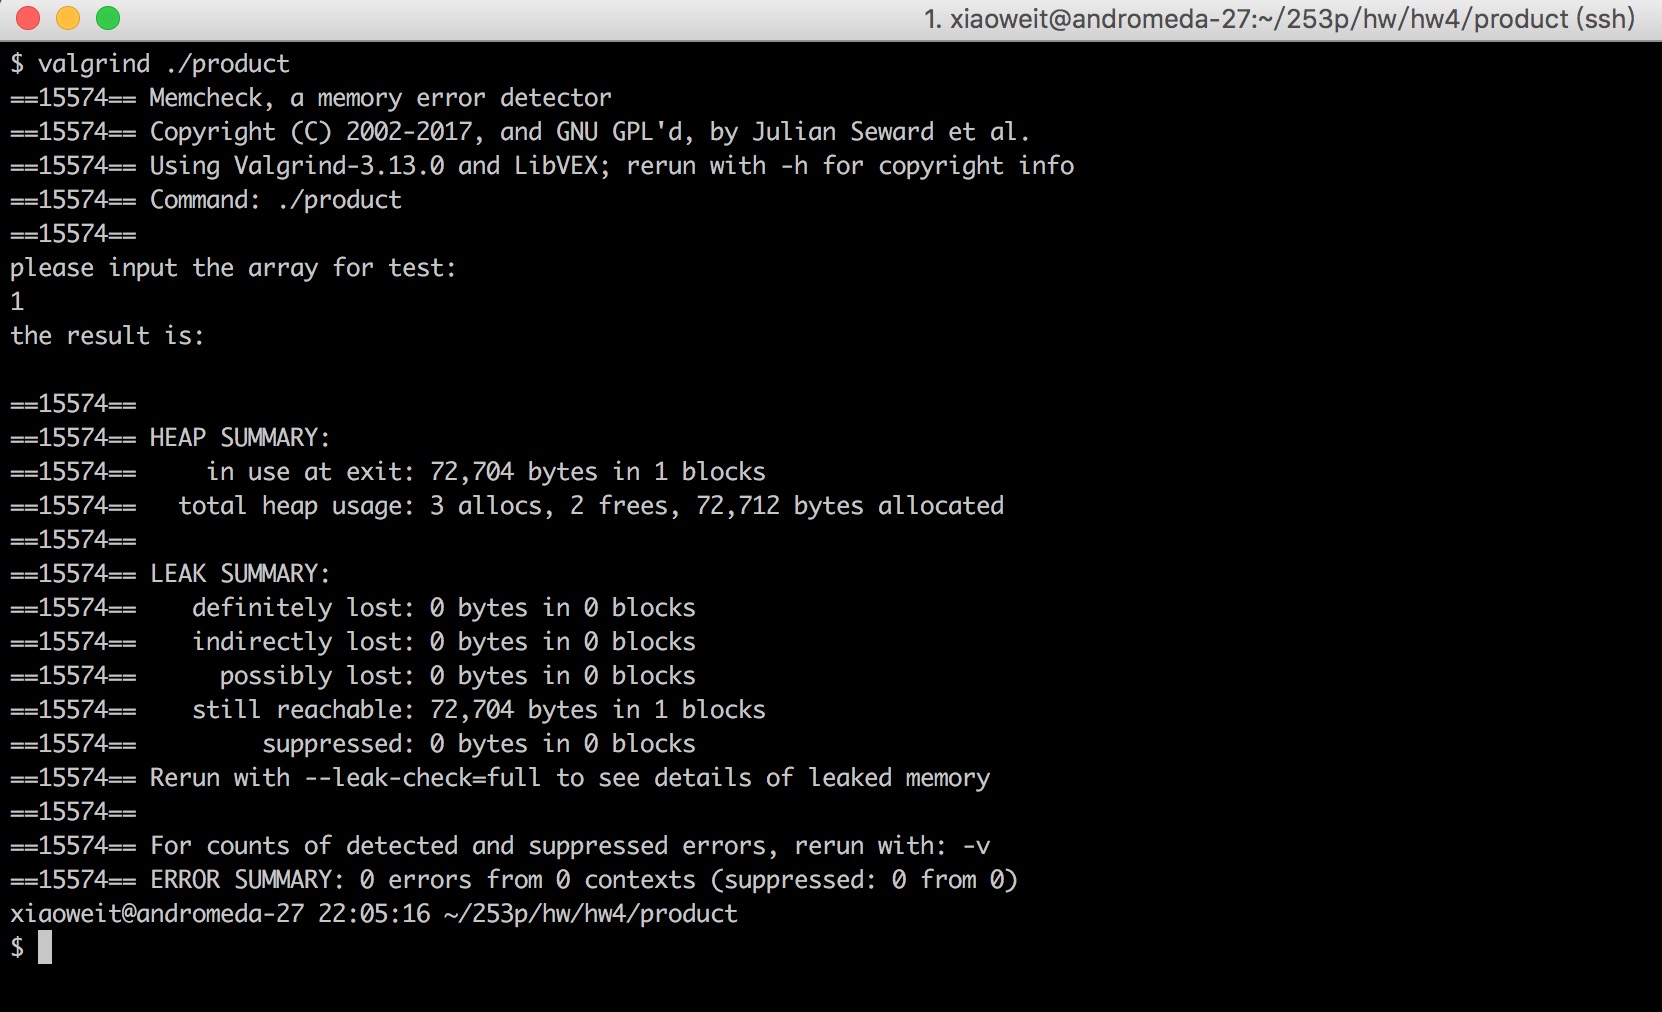 1. xiaoweit@andromeda-27:~/253p/hw/hw4/product (ssh)
$ valgrind ./product
==15574== Memcheck, a memory error detector
==15574== Copyright (C) 2002-2017, and GNU GPL'd, by Julian Seward et al.
==15574== Using Valgrind-3.13.0 and LibVEX; rerun with -h for copyright info
==15574== Command: ./product
==15574==
please input the array for test:
1
the result is:
==15574==
==15574== HEAP SUMMARY:
==15574==     in use at exit: 72,704 bytes in 1 blocks
==15574==   total heap usage: 3 allocs, 2 frees, 72,712 bytes allocated
==15574==
==15574== LEAK SUMMARY:
==15574==    definitely lost: 0 bytes in 0 blocks
==15574==    indirectly lost: 0 bytes in 0 blocks
==15574==      possibly lost: 0 bytes in 0 blocks
==15574==    still reachable: 72,704 bytes in 1 blocks
==15574==         suppressed: 0 bytes in 0 blocks
==15574== Rerun with --leak-check=full to see details of leaked memory
==15574==
==15574== For counts of detected and suppressed errors, rerun with: -v
==15574== ERROR SUMMARY: 0 errors from 0 contexts (suppressed: 0 from 0)
xiaoweit@andromeda-27 22:05:16 ~/253p/hw/hw4/product
$